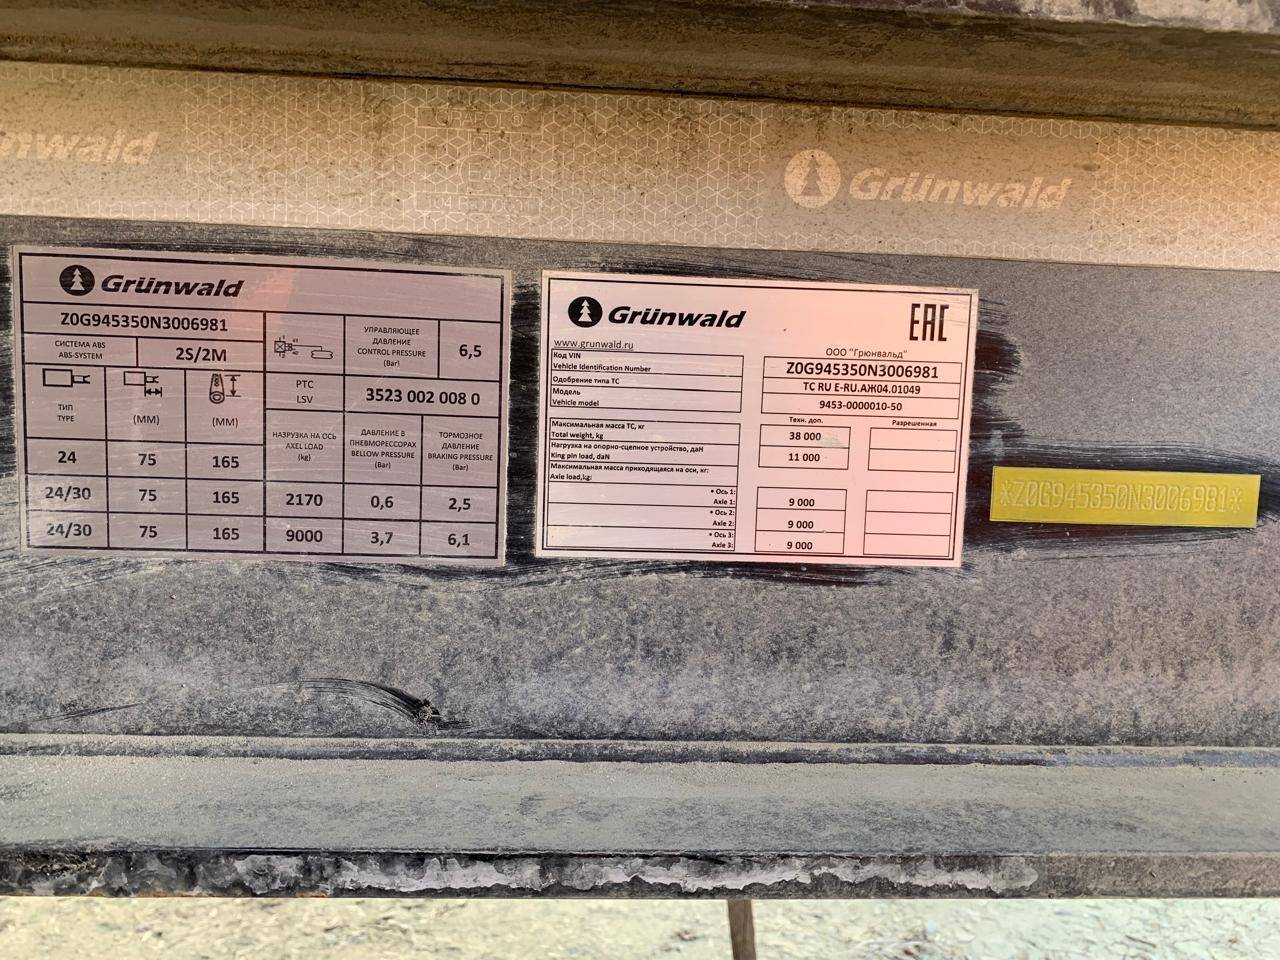 Grünwald
Grünwald
Z0G945350N3006981
СИСТЕМА ABS
ABS-SYSTEM
2S/2M
УПРАВЛЯЮЩЕЕ
ДАВЛЕНИЕ
CONTROL PRESSURE
(Bar)
6,5
РТС
LSV
3523 002 008 0
ТИП
TYPE
(MM)
(MM)
НАГРУЗКА НА ОСЬ
AXEL LOAD
(kg)
ДАВЛЕНИЕ В
ПНЕВМОРЕССОРАХ
BELLOW PRESSURE
(Bar)
ТОРМОЗНОЕ
ДАВЛЕНИЕ
BRAKING PRESSURE
(Bar)
24 75 165
24/30 75 165 2170 0,6 2,5
24/30 75 165 9000 3,7 6,1
Grünwald
EAC
www.grunwald.ru
ООО "Грюнвальд"
Код VIN
Vehicle Identification Number
Z0G945350N3006981
Одобрение типа ТС
ТС RU E-RU.АЖ04.01049
Модель
Vehicle model
9453-0000010-50
Техн. доп. Разрешенная
Максимальная масса ТС, кг
Total weight, kg
38 000
Нагрузка на опорно-сцепное устройство, даН
King pin load, daN
11 000
Максимальная масса приходящаяся на оси, кг:
Axle load,kg:
• Ось 1:
Axle 1:
9 000
• Ось 2:
Axle 2:
9 000
• Ось 3:
Axle 3:
9 000
*Z0G945350N3006981*